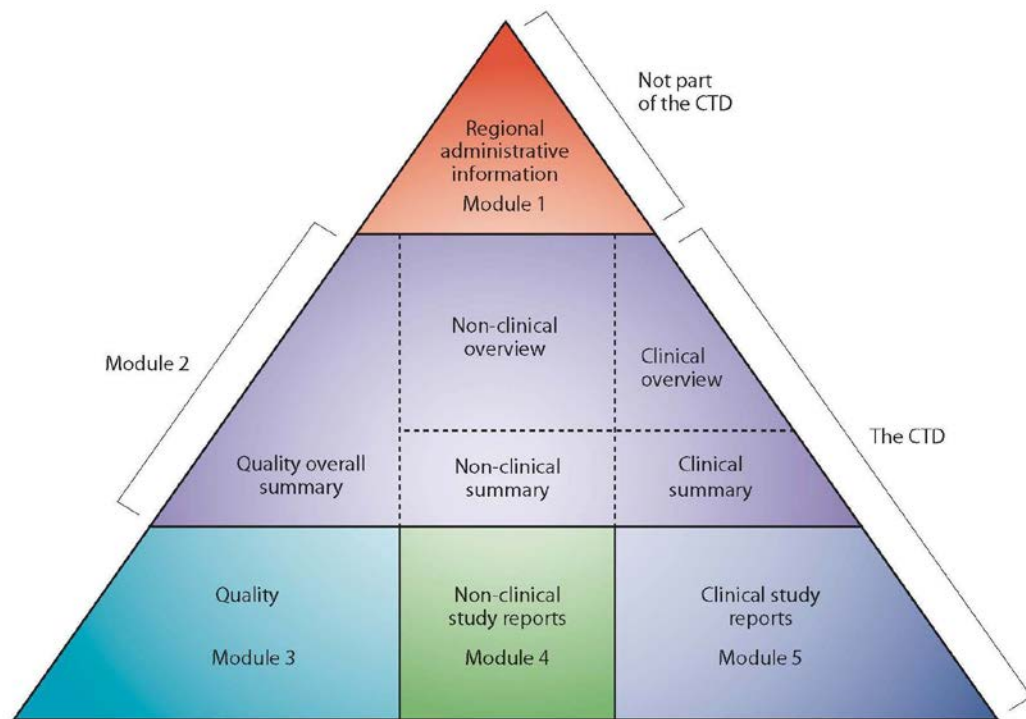 Not part
of the CTD
Regional
administrative
information
Module 1
Module 2
Non-clinical
overview
Clinical
overview
The CTD
Quality overall
summary
Non-clinical
summary
Clinical
summary
Quality
Module 3
Non-clinical
study reports
Module 4
Clinical study
reports
Module 5